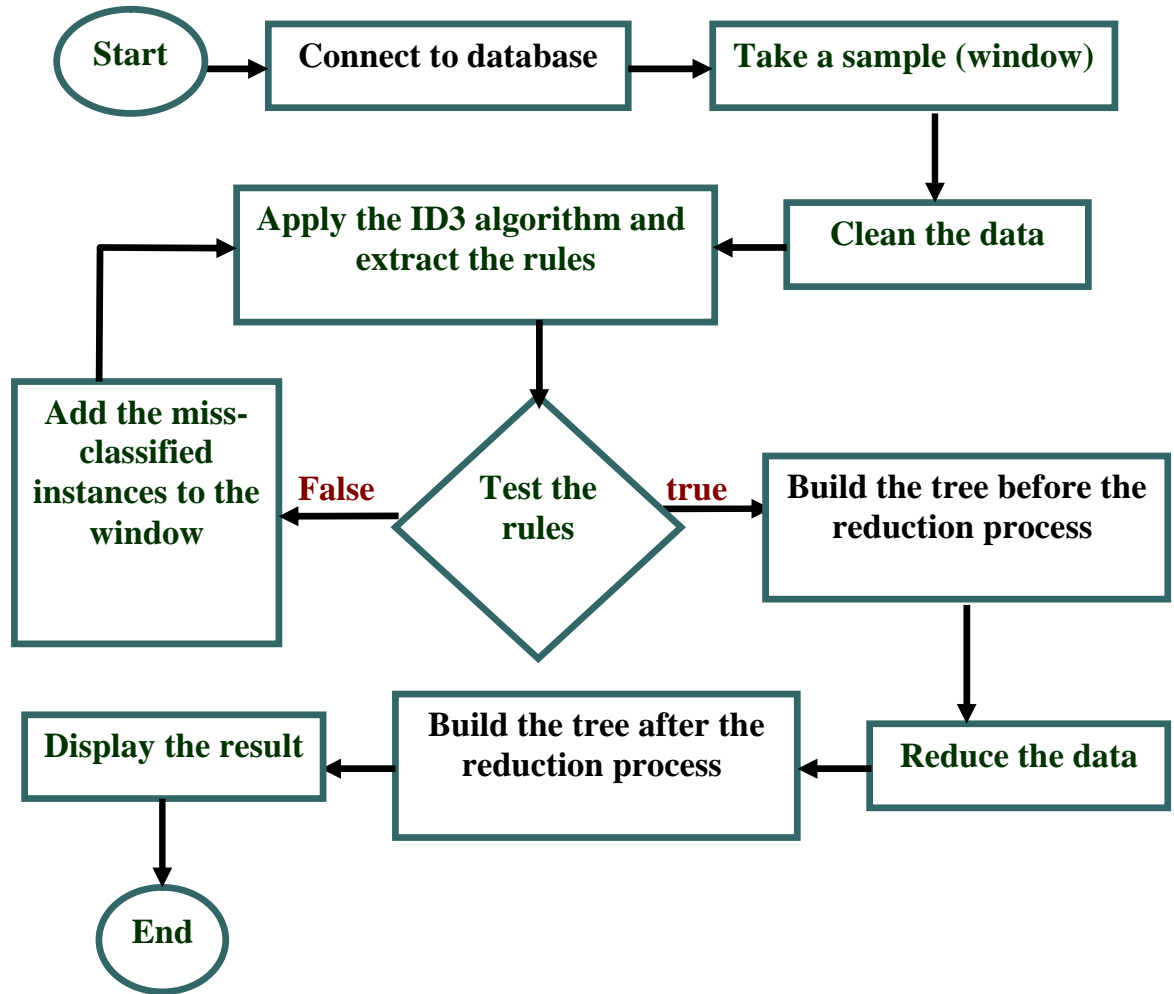 Start
Connect to database
Take a sample (window)
Clean the data
Apply the ID3 algorithm and
extract the rules
Add the miss-
classified
instances to the
window
False
Test the
rules
true
Build the tree before the
reduction process
Reduce the data
Build the tree after the
reduction process
Display the result
End